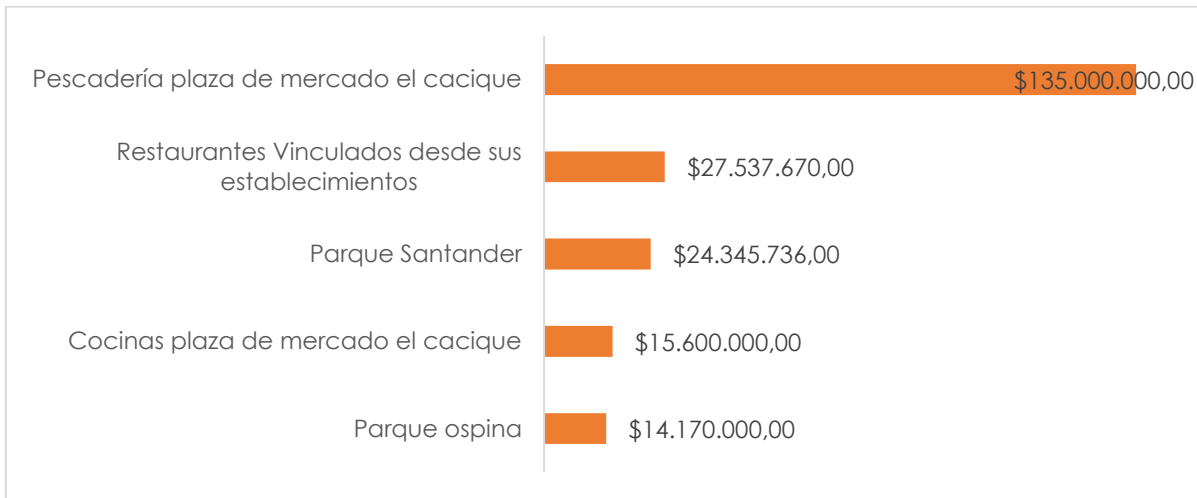 Pescadería plaza de mercado el cacique
$135.000.000,00
Restaurantes Vinculados desde sus
establecimientos
$27.537.670,00
Parque Santander
$24.345.736,00
Cocinas plaza de mercado el cacique
$15.600.000,00
Parque ospina
$14.170.000,00